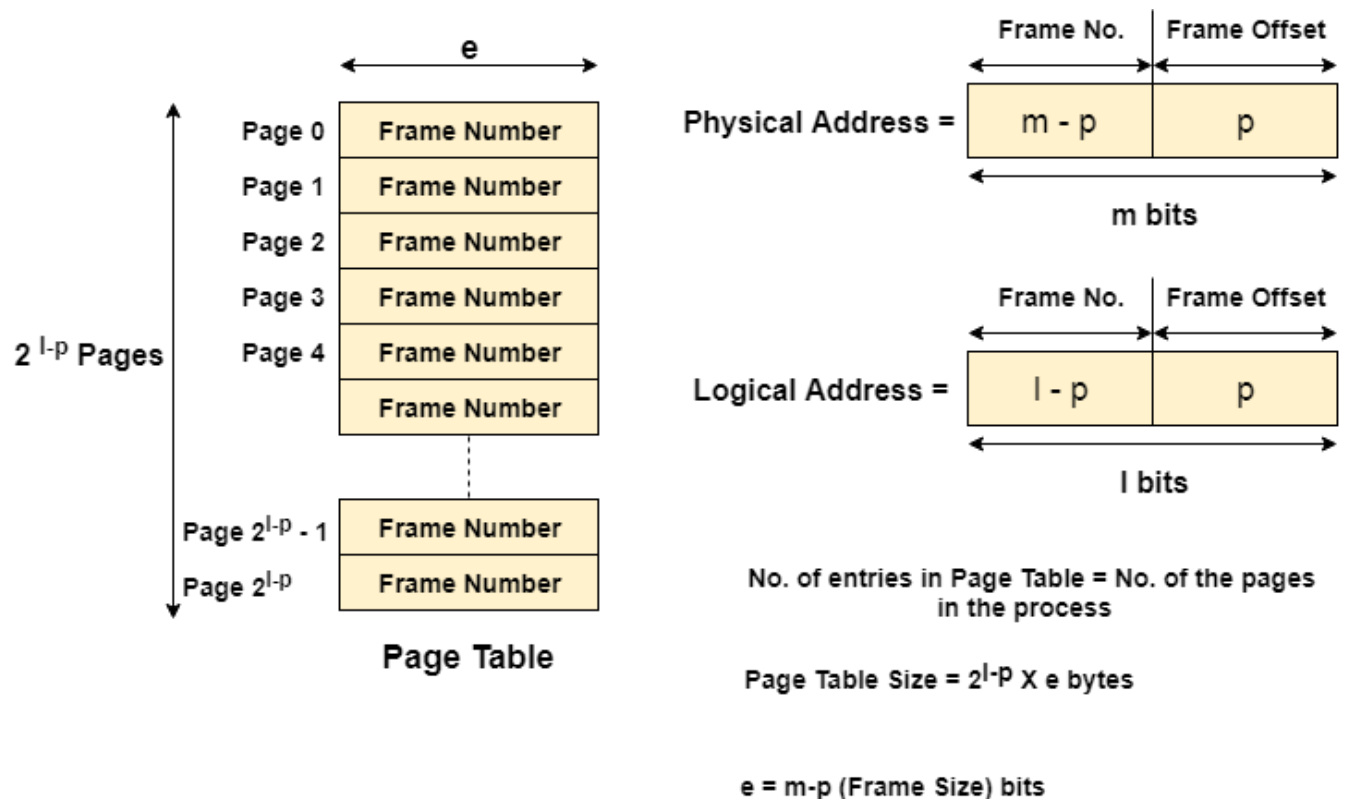 e
Page 0 Frame Number
Page 1 Frame Number
Page 2 Frame Number
Page 3 Frame Number
2^l-p Pages
Page 4 Frame Number
Frame Number
Page 2^l-p - 1 Frame Number
Page 2^l-p Frame Number
Page Table
Frame No. Frame Offset
Physical Address = m - p p
m bits
Frame No. Frame Offset
Logical Address = l - p p
l bits
No. of entries in Page Table = No. of the pages
in the process
Page Table Size = 2^l-p X e bytes
e = m-p (Frame Size) bits